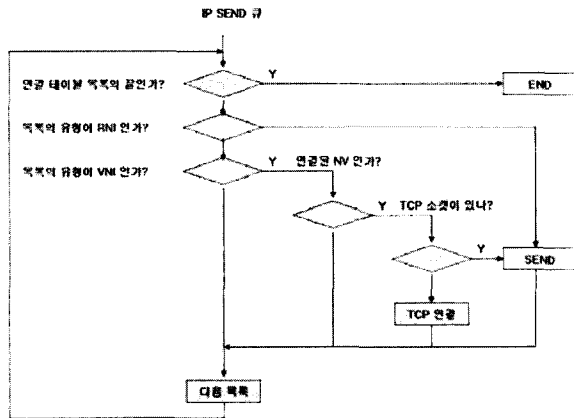 IP SEND 큐
연결 테이블 목록의 끝인가?
Y
END
목록의 유형이 RNI 인가?
목록의 유형이 VNI 인가?
Y
연결된 NV 인가?
Y
TCP 소켓이 있나?
Y
SEND
TCP 연결
다음 목록